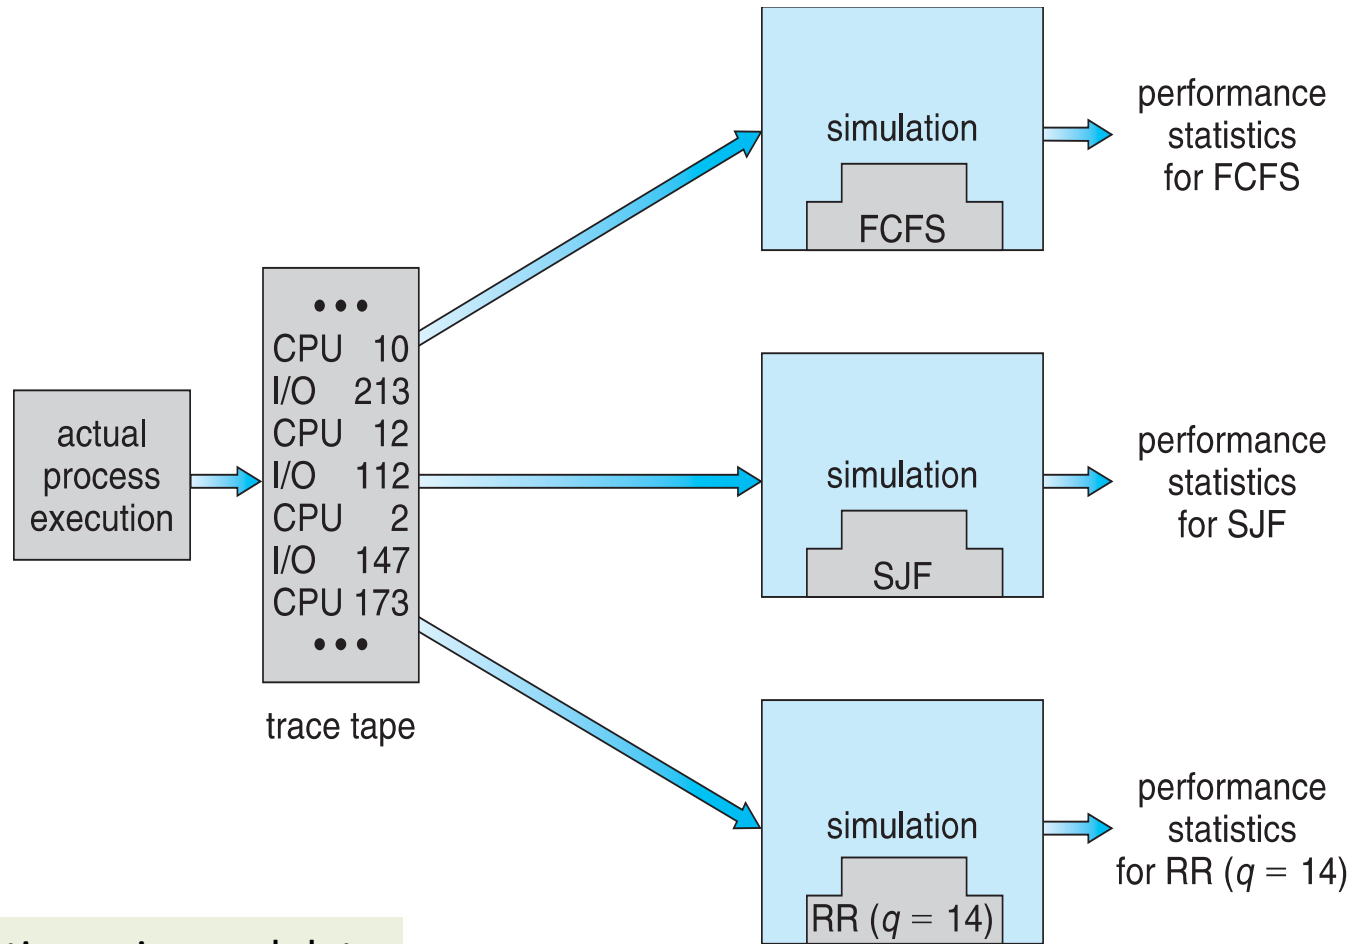 actual
process
execution
• • •
CPU 10
I/O 213
CPU 12
I/O 112
CPU 2
I/O 147
CPU 173
• • •
trace tape
simulation
FCFS
performance
statistics
for FCFS
simulation
SJF
performance
statistics
for SJF
simulation
RR (q = 14)
performance
statistics
for RR (q = 14)